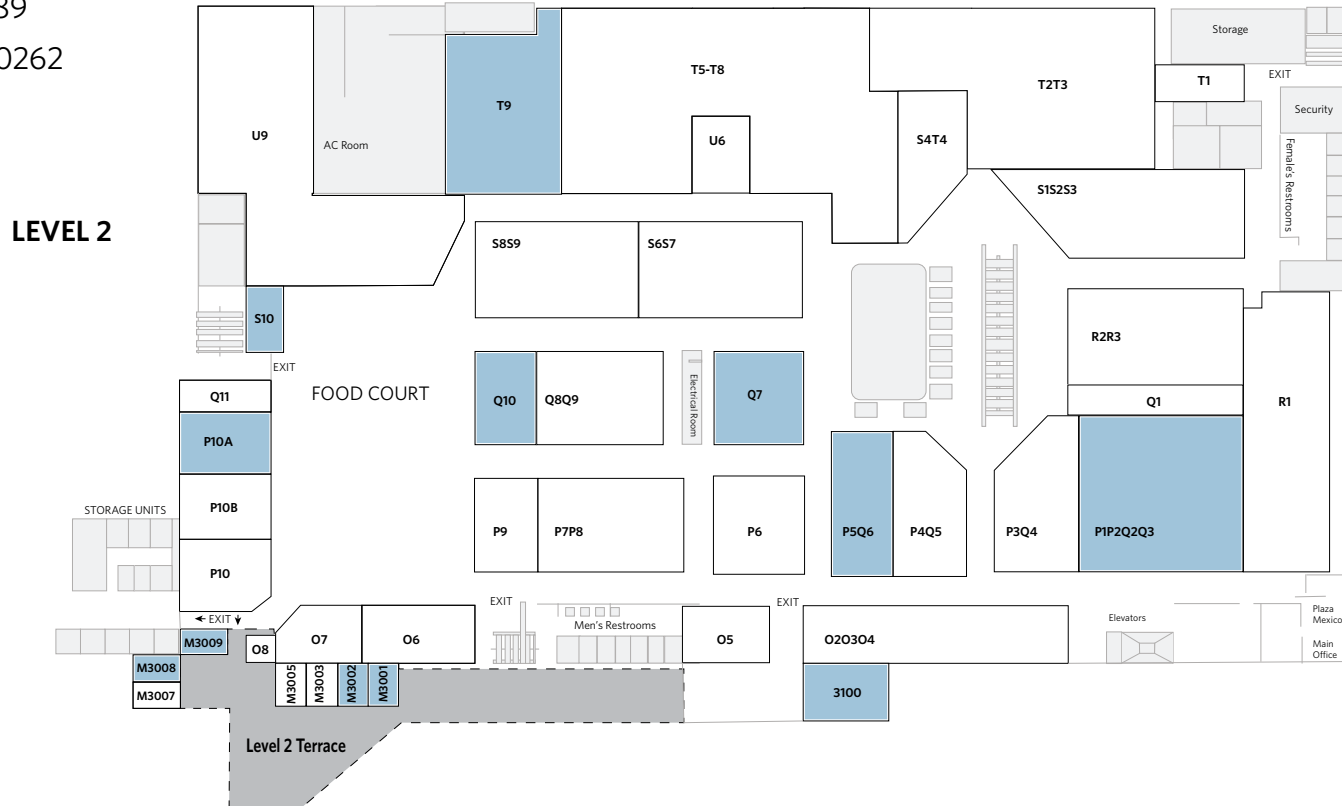 39
0262
LEVEL 2
Storage
EXIT
T1
Security
Female's Restrooms
U9
AC Room
T9
T5-T8
U6
T2T3
S4T4
S1S2S3
S8S9
S6S7
S10
EXIT
FOOD COURT
Q11
P10A
P10B
P10
STORAGE UNITS
EXIT
Q10
Q8Q9
Electrical Room
Q7
R2R3
Q1
R1
P9
P7P8
P6
P5Q6
P4Q5
P3Q4
P1P2Q2Q3
M3009
M3008
M3007
O8
O7
O6
M3005
M3003
M3002
M3001
EXIT
Men's Restrooms
O5
EXIT
O2O3O4
3100
Elevators
Plaza
Mexico
Main
Office
Level 2 Terrace